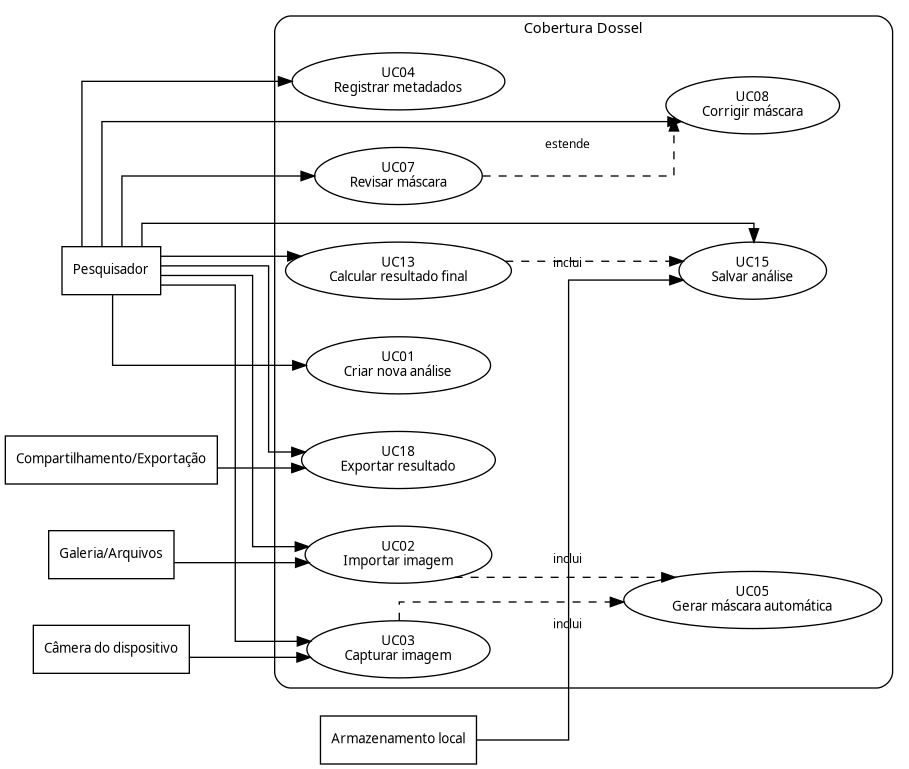 Cobertura Dossel
UC04
Registrar metadados
UC08
Corrigir máscara
estende
UC07
Revisar máscara
Pesquisador
UC13
Calcular resultado final
inclui
UC15
Salvar análise
UC01
Criar nova análise
UC18
Exportar resultado
Compartilhamento/Exportação
UC02
Importar imagem
Galeria/Arquivos
inclui
UC05
Gerar máscara automática
inclui
UC03
Capturar imagem
Câmera do dispositivo
Armazenamento local